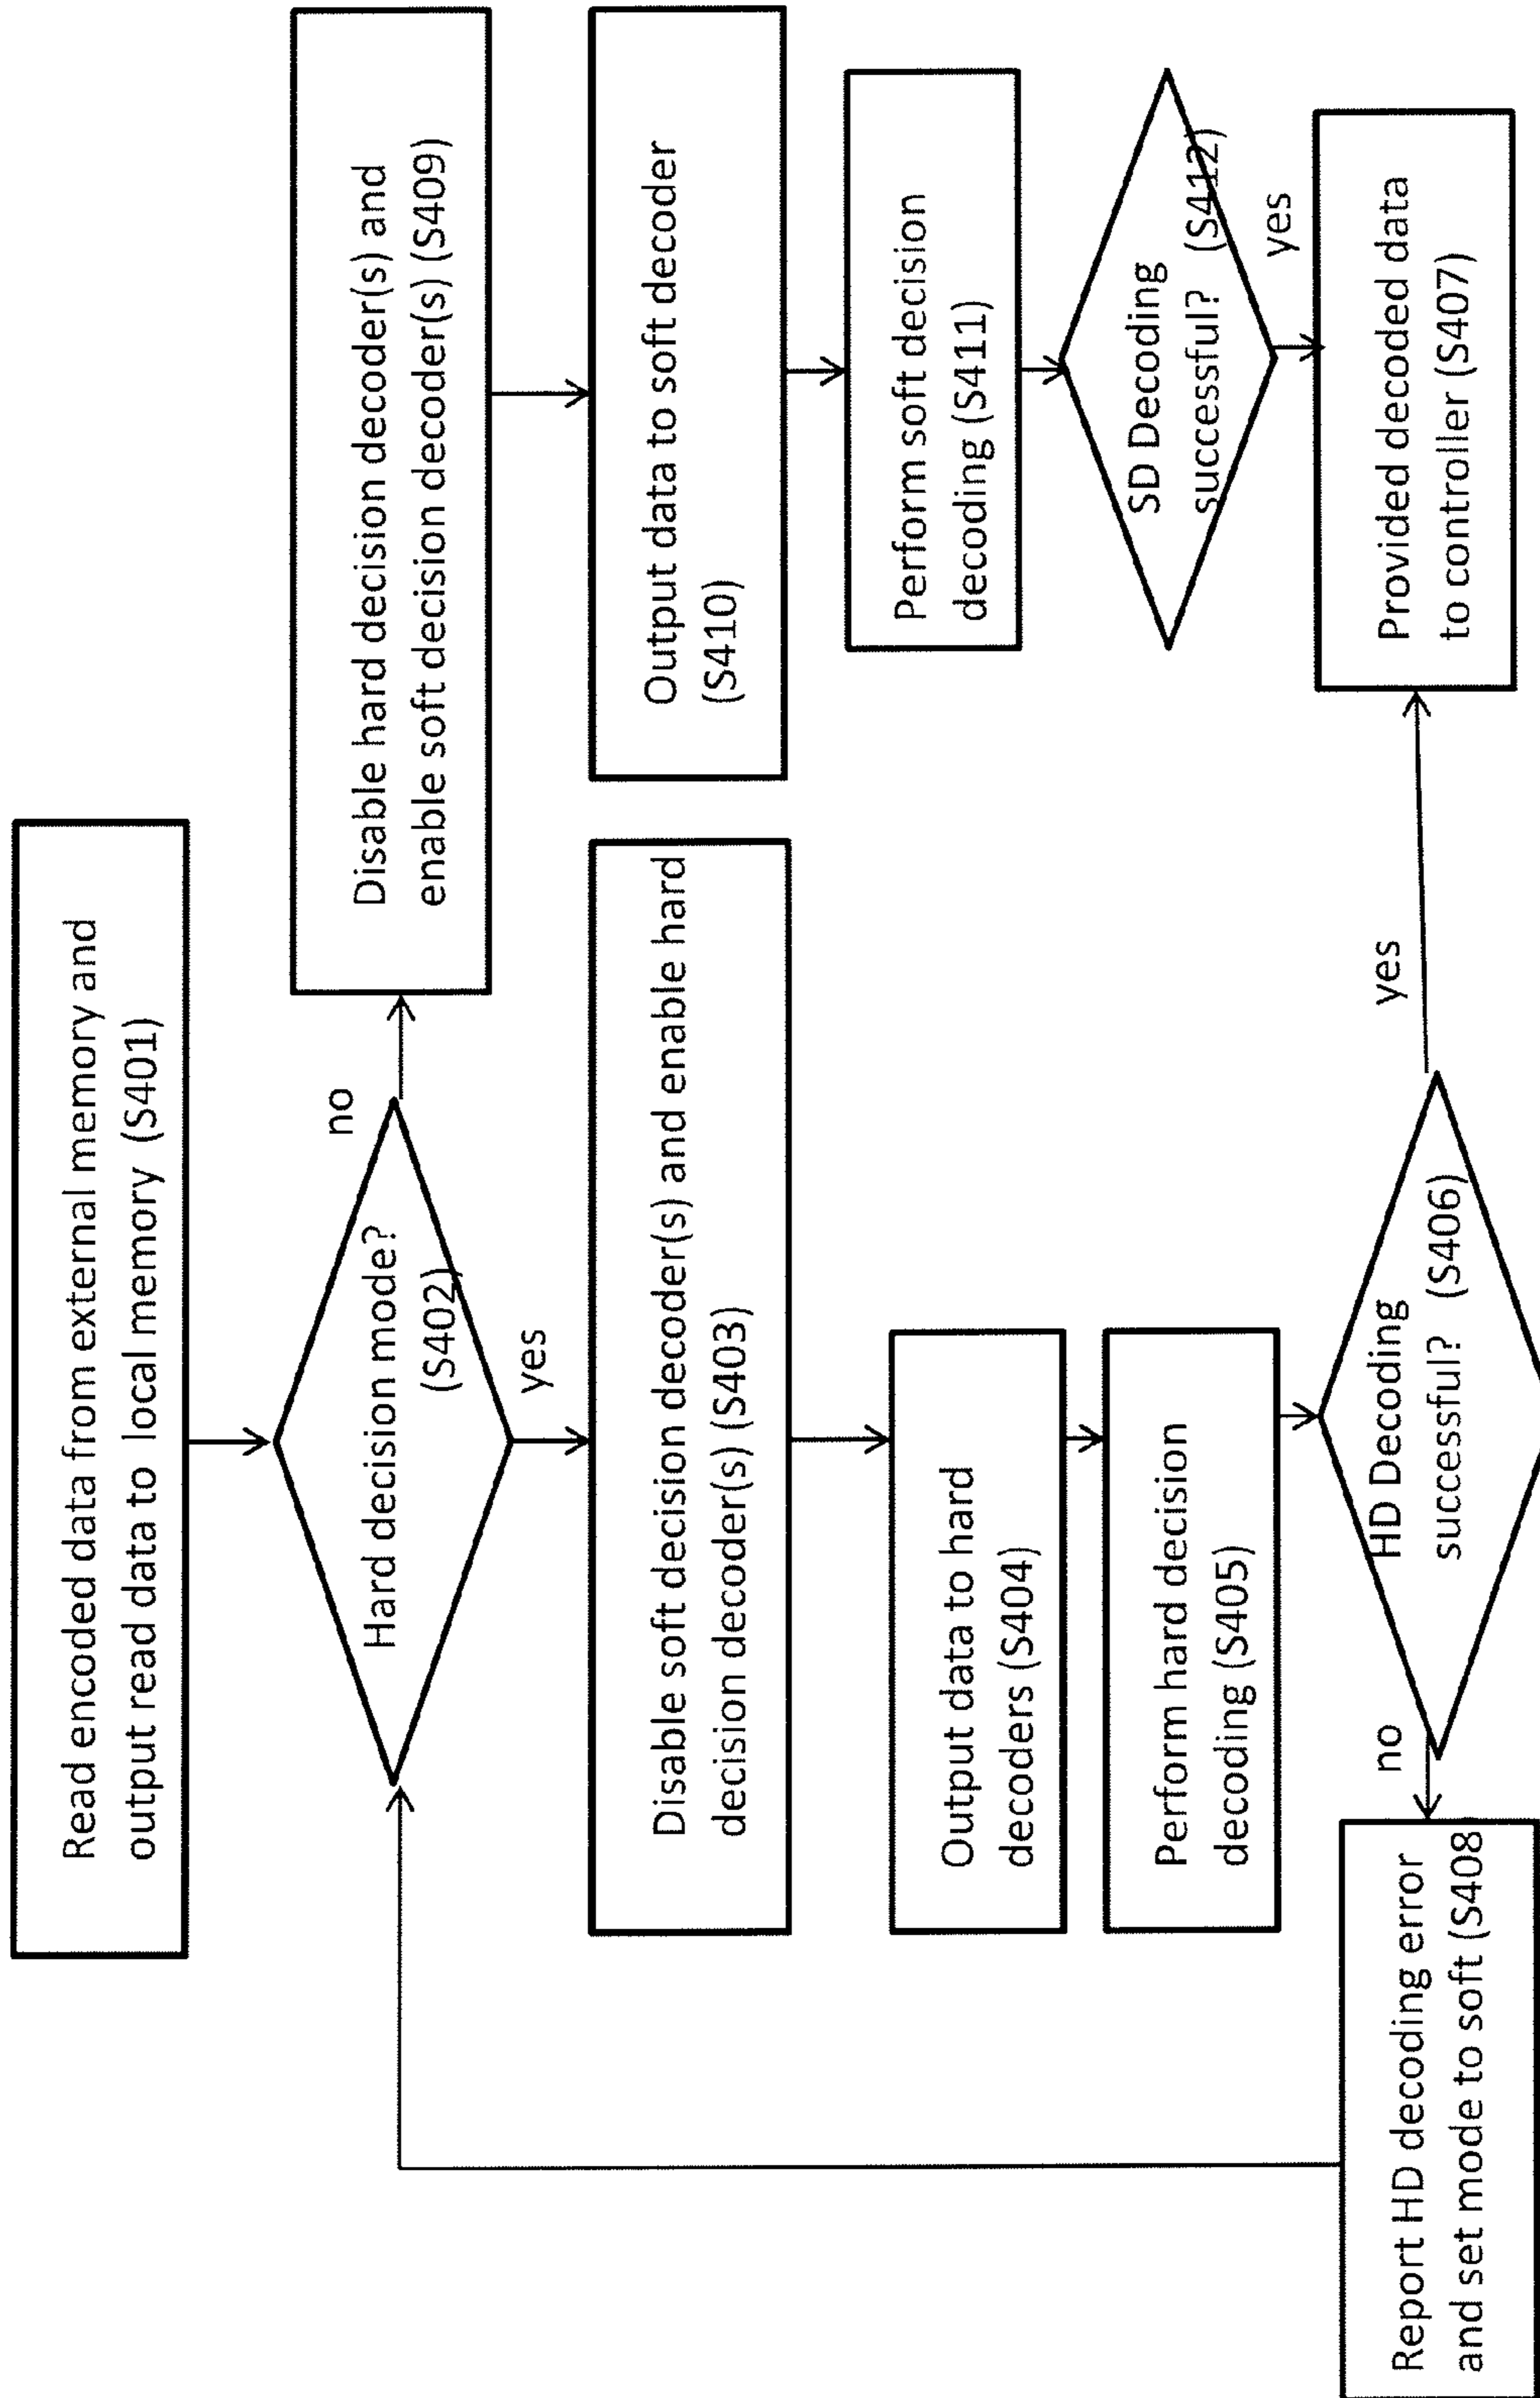 Read encoded data from external memory and
output read data to local memory (S401)
Hard decision mode?
(S402)
no
yes
Disable hard decision decoder(s) and
enable soft decision decoder(s) (S409)
Disable soft decision decoder(s) and enable hard
decision decoder(s) (S403)
Output data to soft decoder
(S410)
Output data to hard
decoders (S404)
Perform soft decision
decoding (S411)
Perform hard decision
decoding (S405)
SD Decoding
successful? (S412)
yes
HD Decoding
successful? (S406)
no
yes
Report HD decoding error
and set mode to soft (S408
Provided decoded data
to controller (S407)